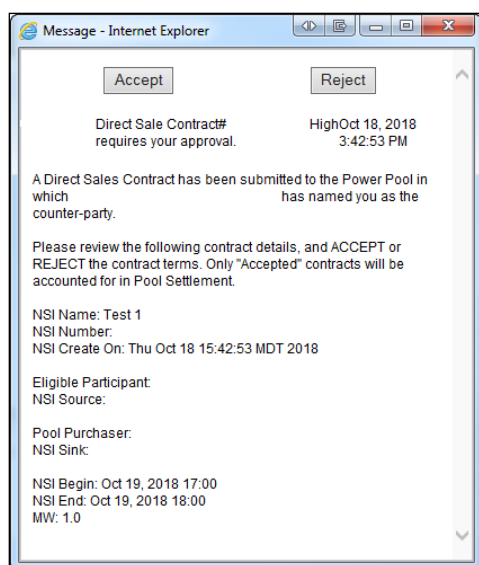 Message - Internet Explorer
Accept Reject
Direct Sale Contract# HighOct 18, 2018
requires your approval. 3:42:53 PM
A Direct Sales Contract has been submitted to the Power Pool in
which has named you as the
counter-party.
Please review the following contract details, and ACCEPT or
REJECT the contract terms. Only "Accepted" contracts will be
accounted for in Pool Settlement.
NSI Name: Test 1
NSI Number:
NSI Create On: Thu Oct 18 15:42:53 MDT 2018
Eligible Participant:
NSI Source:
Pool Purchaser:
NSI Sink:
NSI Begin: Oct 19, 2018 17:00
NSI End: Oct 19, 2018 18:00
MW: 1.0